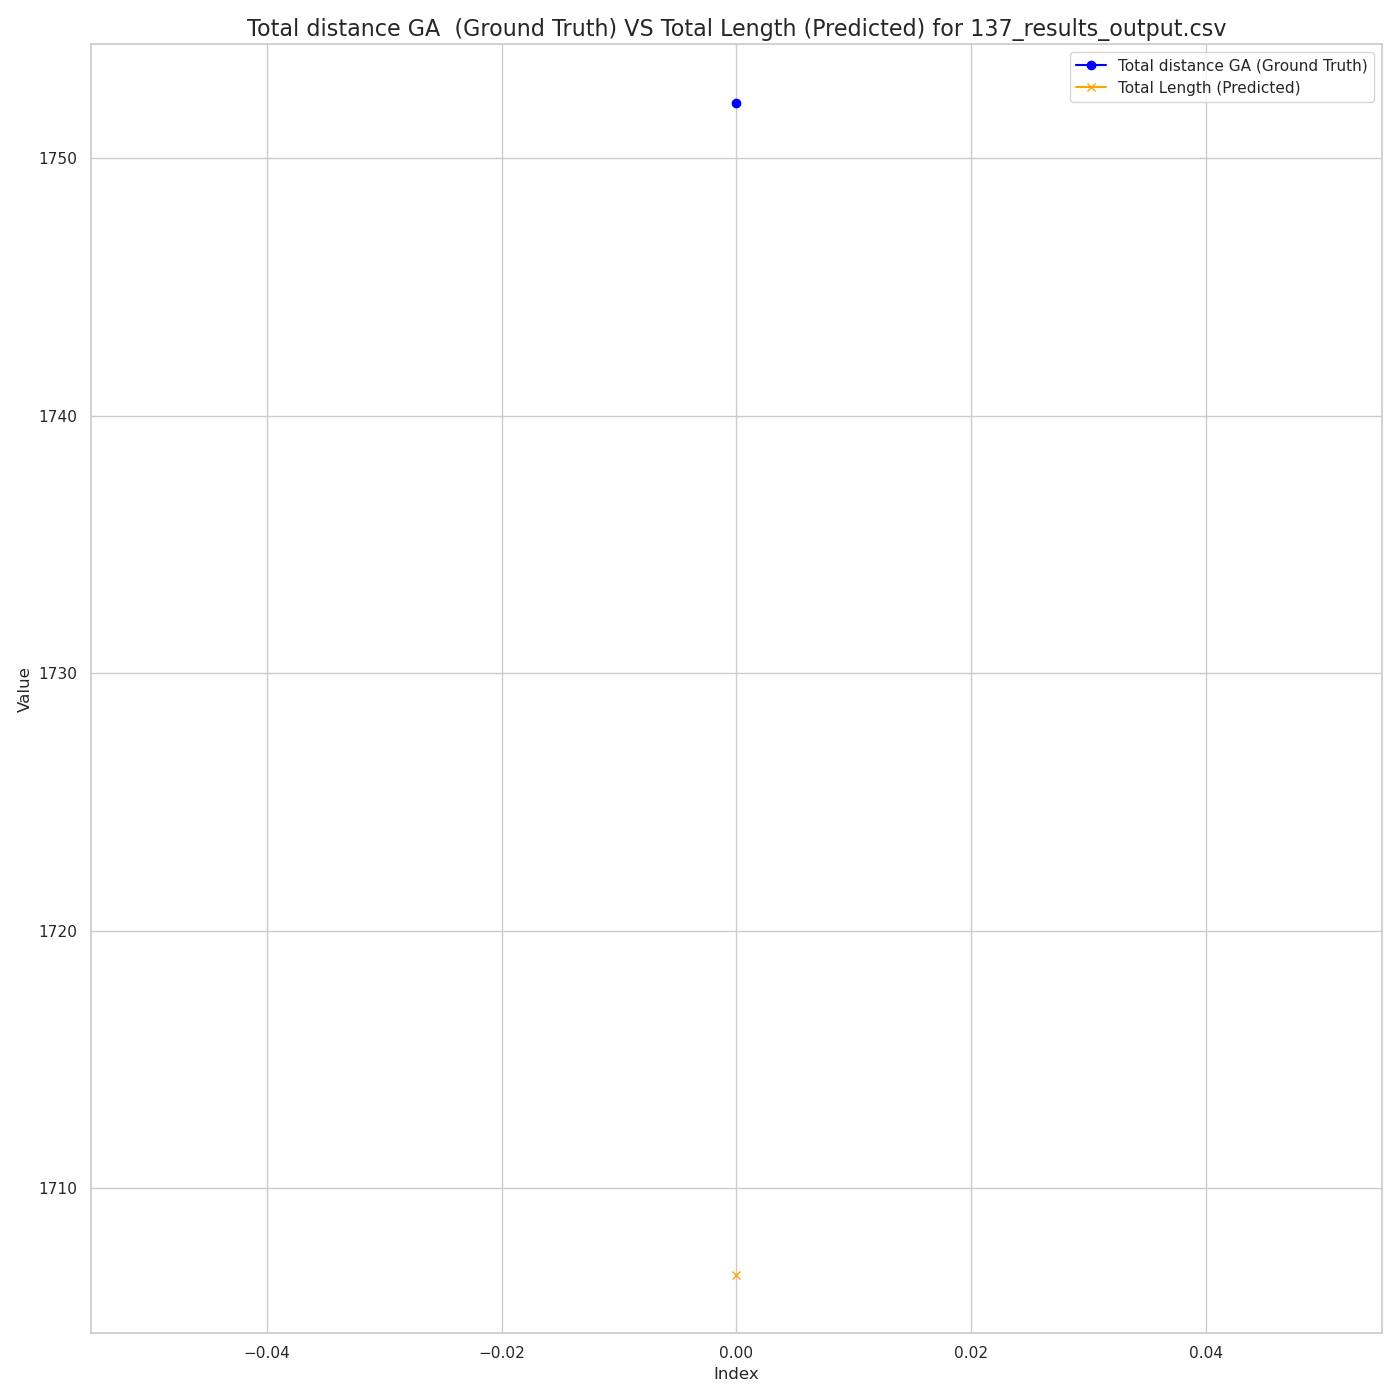 Total distance GA  (Ground Truth) VS Total Length (Predicted) for 137_results_output.csv
Total distance GA (Ground Truth)
Total Length (Predicted)
1750
1740
1730
1720
1710
Value
−0.04
−0.02
0.00
0.02
0.04
Index